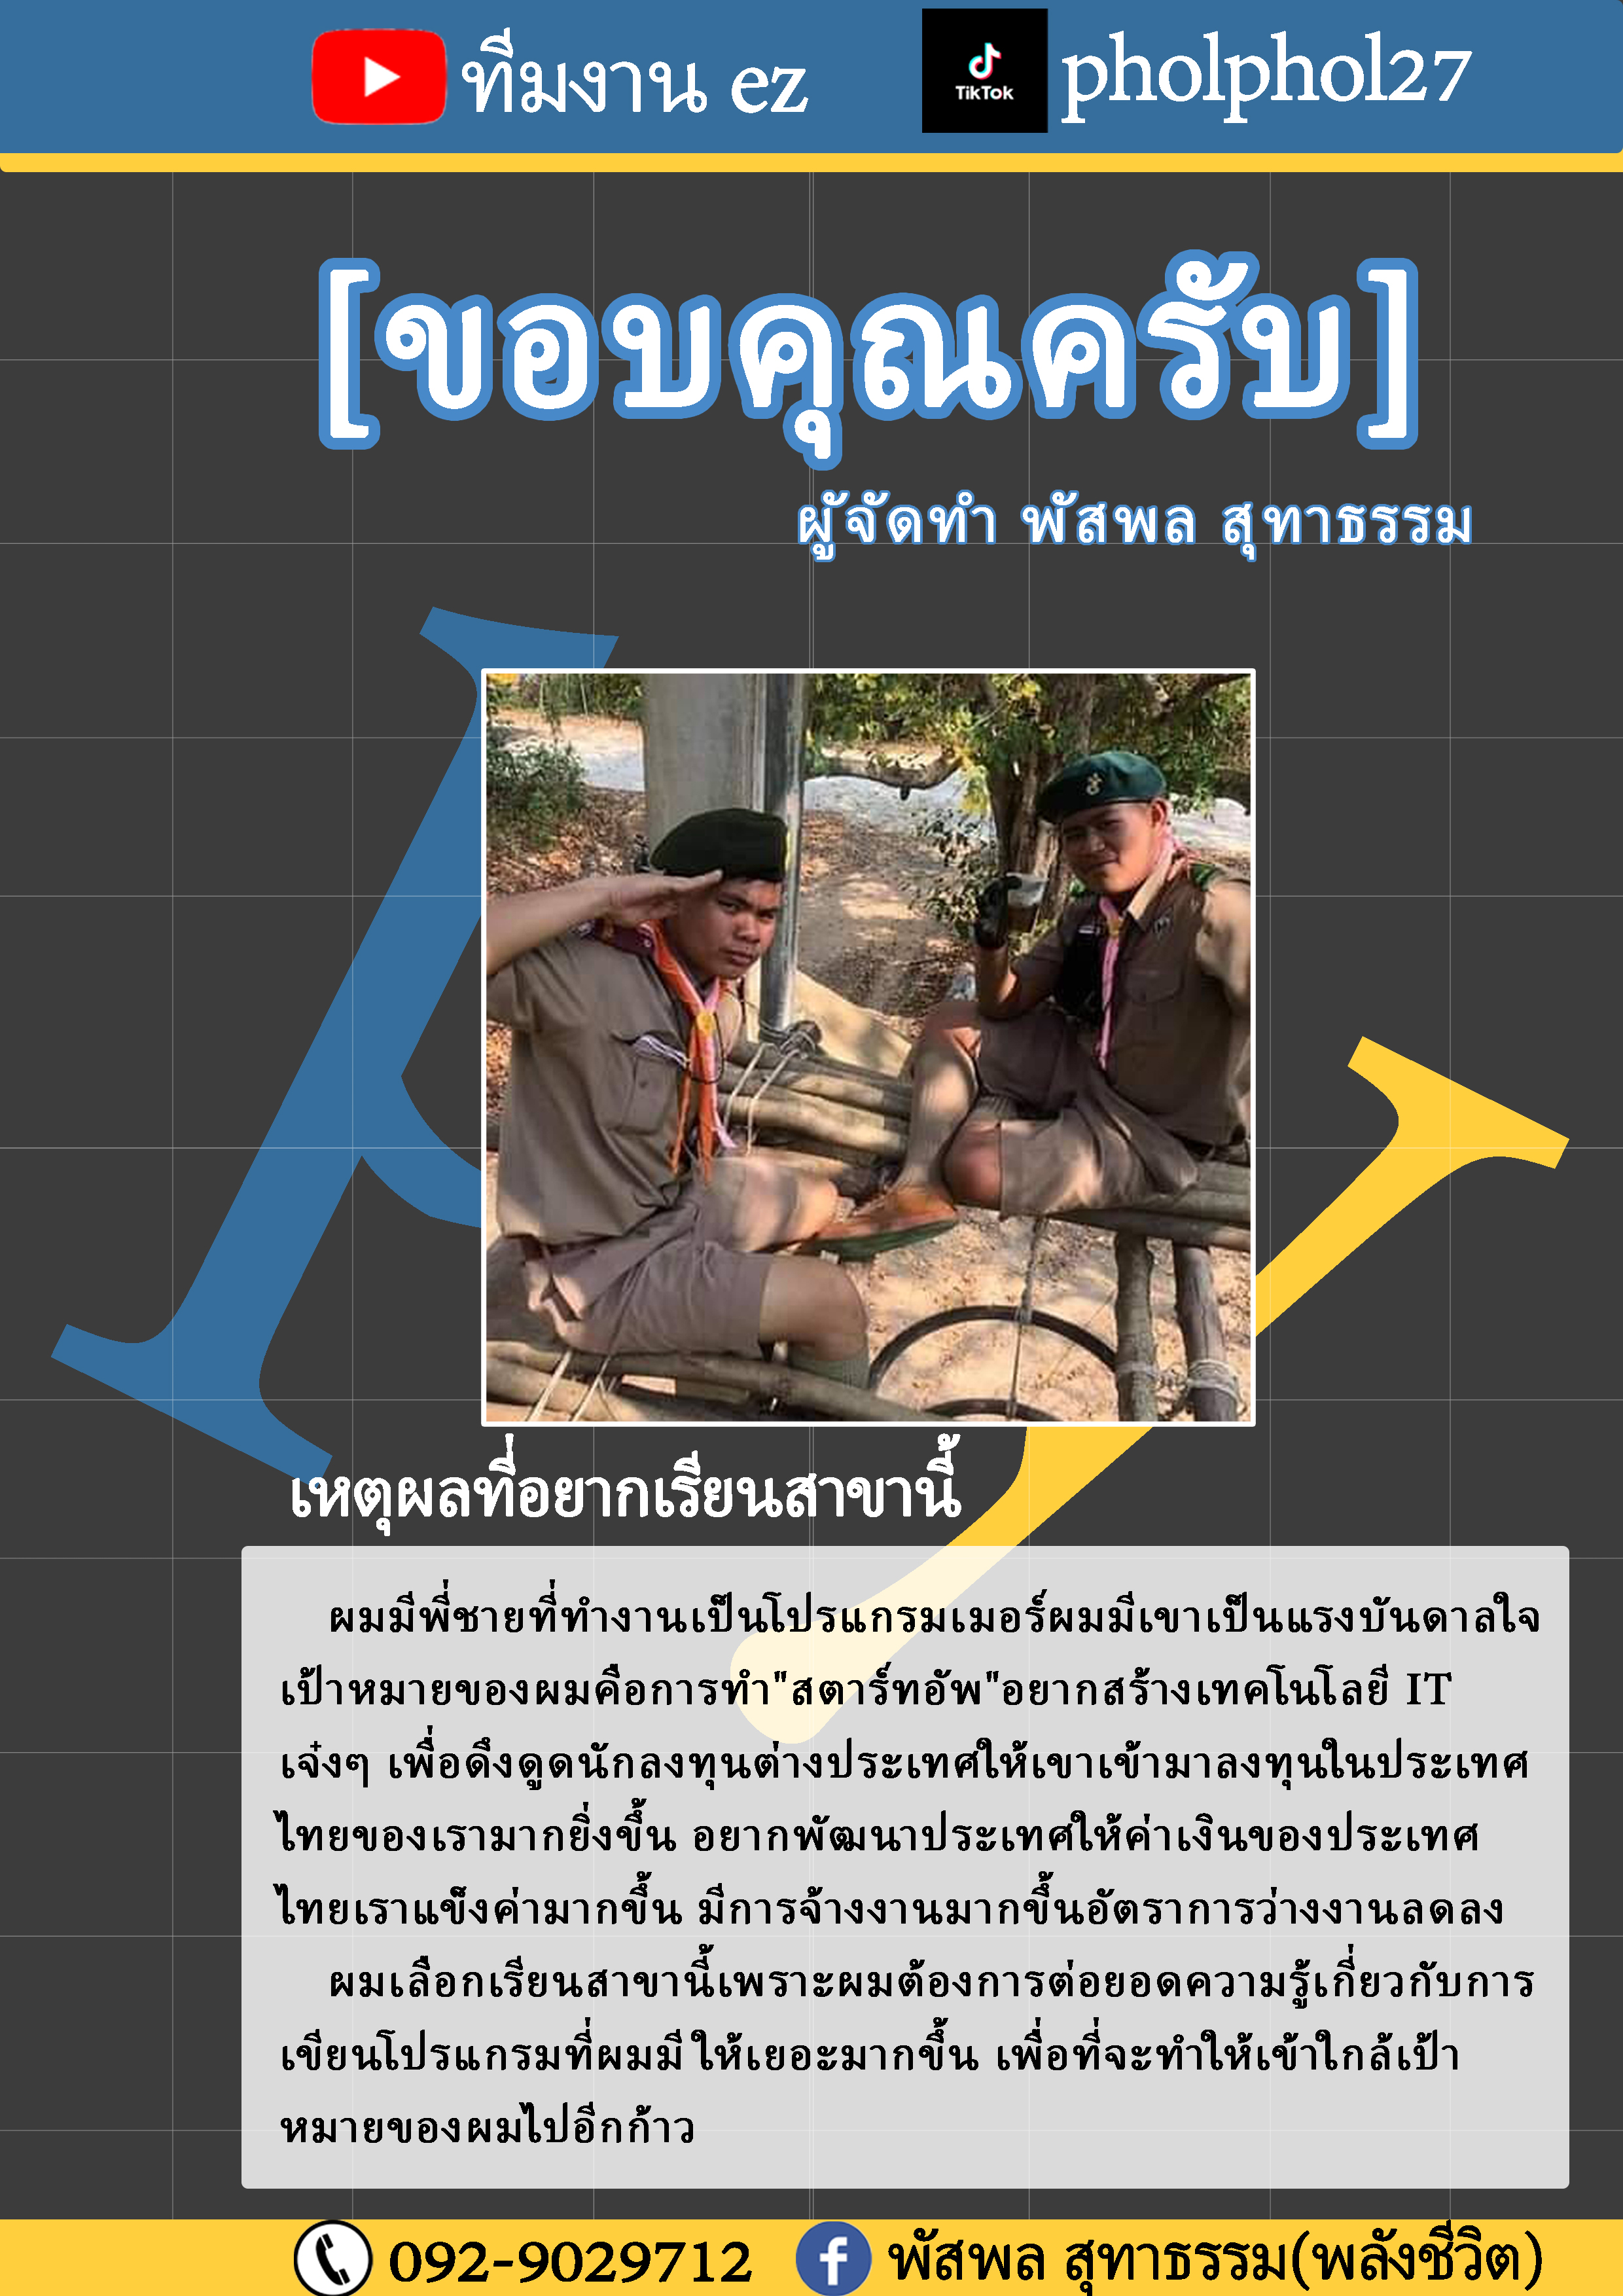 ทีมงาน ez
TikTok
pholphol27
[ขอบคุณครับ]
ผู้จัดทำ พัสพล สุทาธรรม
เหตุผลที่อยากเรียนสาขานี้
ผมมีพี่ชายที่ทำงานเป็นโปรแกรมเมอร์ผมมีเขาเป็นแรงบันดาลใจ
เป้าหมายของผมคือการทำ"สตาร์ทอัพ"อยากสร้างเทคโนโลยี IT
เจ๋งๆ เพื่อดึงดูดนักลงทุนต่างประเทศให้เขาเข้ามาลงทุนในประเทศ
ไทยของเรามากยิ่งขึ้น อยากพัฒนาประเทศให้ค่าเงินของประเทศ
ไทยเราแข็งค่ามากขึ้น มีการจ้างงานมากขึ้นอัตราการว่างงานลดลง
ผมเลือกเรียนสาขานี้เพราะผมต้องการต่อยอดความรู้เกี่ยวกับการ
เขียนโปรแกรมที่ผมมี ให้เยอะมากขึ้น เพื่อที่จะทำให้เข้าใกล้เป้า
หมายของผมไปอีกก้าว
092-9029712
พัสพล สุทาธรรม(พลังชีวิต)